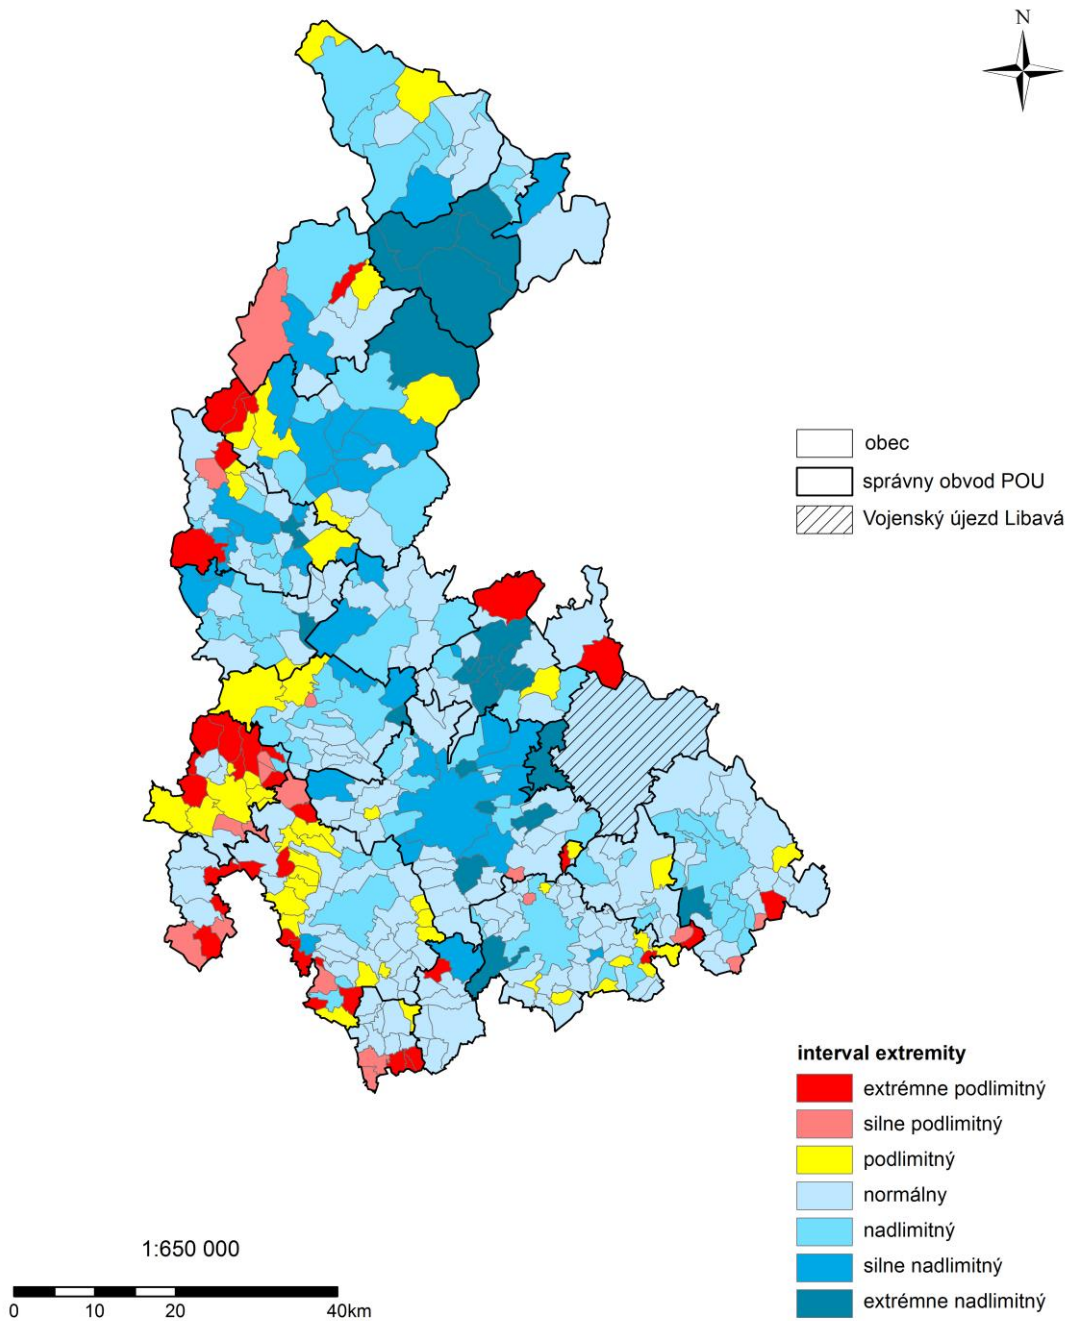 N
obec
správny obvod POU
Vojenský újezd Libavá
interval extremity
extrémne podlimitný
silne podlimitný
podlimitný
normálny
nadlimitný
silne nadlimitný
extrémne nadlimitný
1:650 000
0 10 20 40km